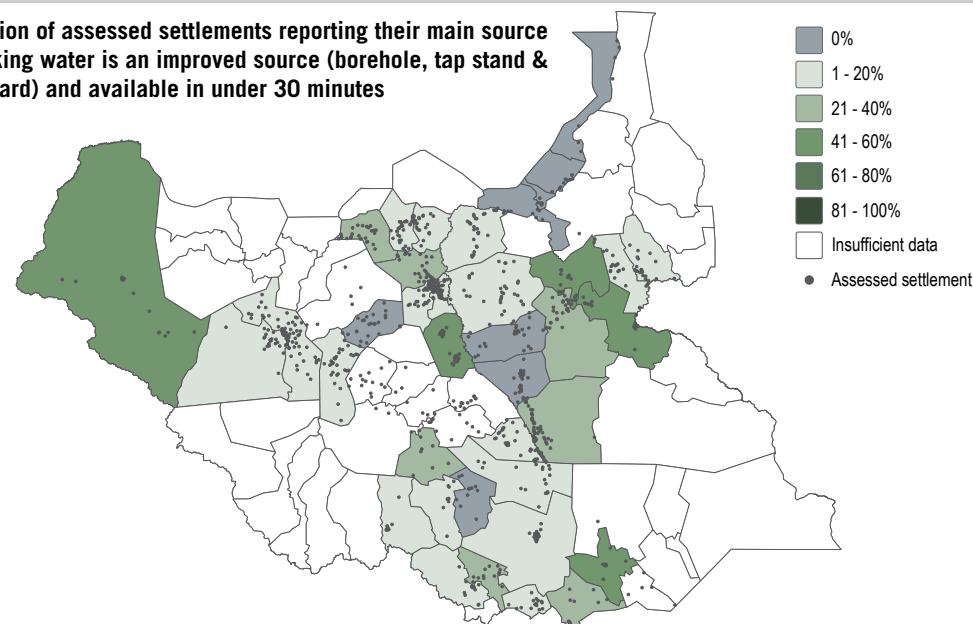 ion of assessed settlements reporting their main source
king water is an improved source (borehole, tap stand &
ard) and available in under 30 minutes
0%
1 - 20%
21 - 40%
41 - 60%
61 - 80%
81 - 100%
Insufficient data
Assessed settlement